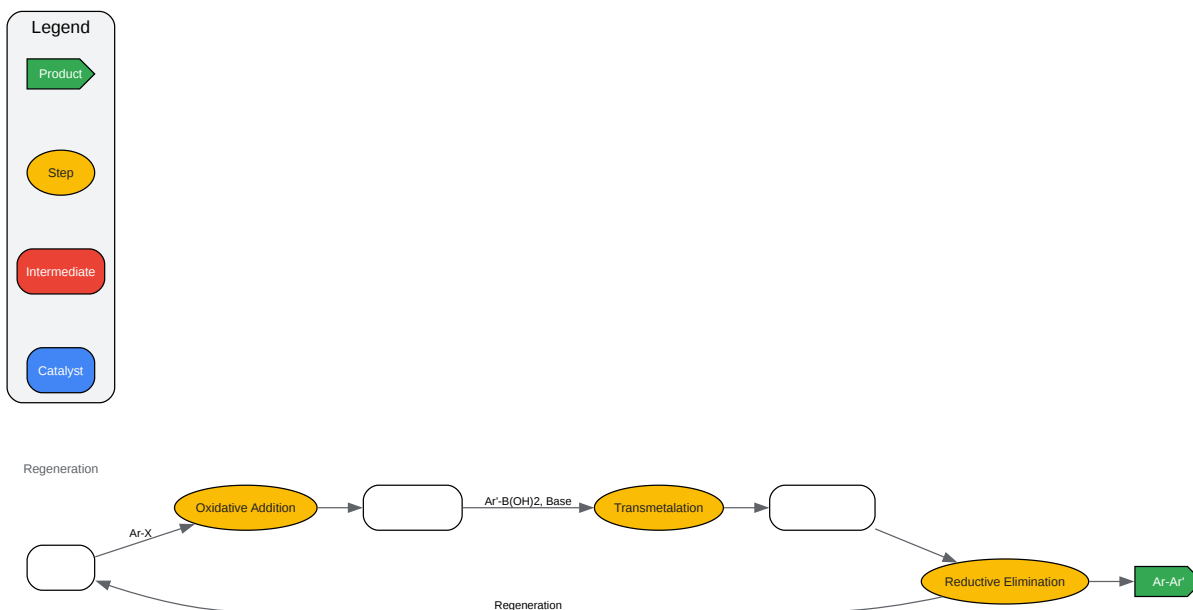 Legend
Product
Step
Intermediate
Catalyst
Regeneration
Oxidative Addition
Ar'-B(OH)2, Base
Transmetalation
Ar-X
Reductive Elimination
Ar-Ar'
Regeneration